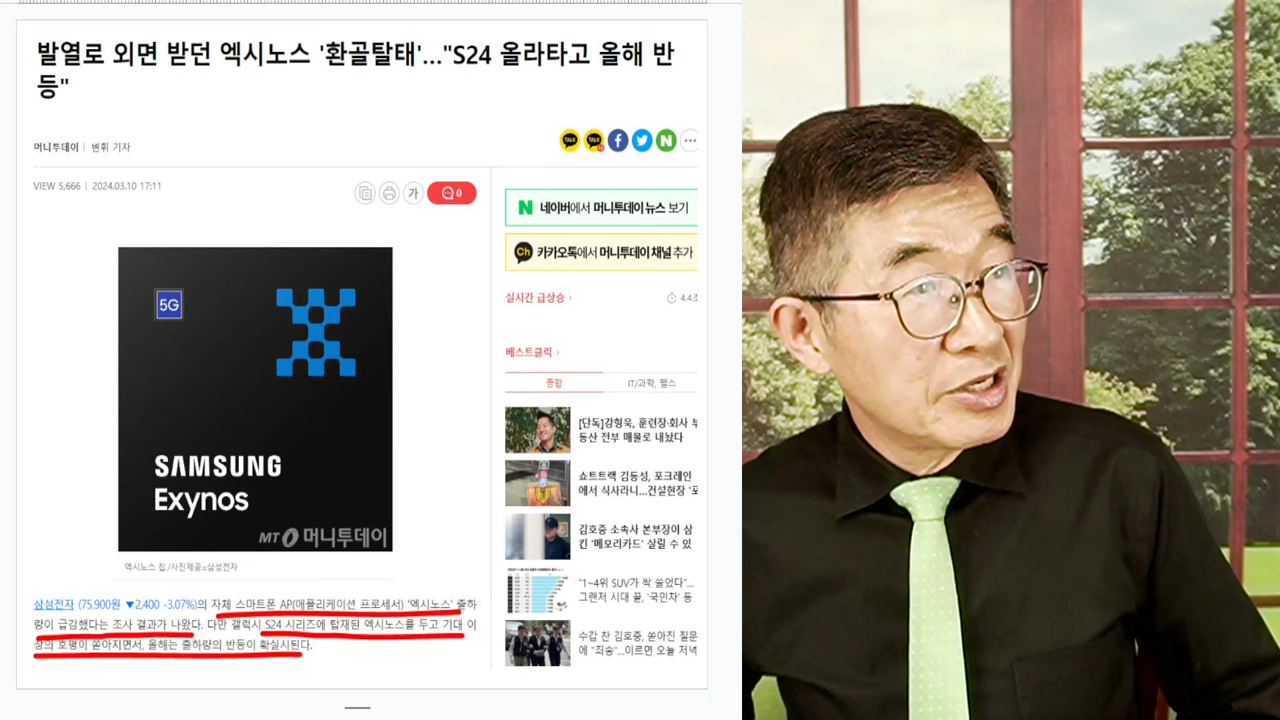 발열로 외면 받던 엑시노스 '환골탈태'..."S24 올라타고 올해 반
등"
머니투데이 | 변휘 기자
TALK
TALK
VIEW 5,666 | 2024.03.10 17:11
가
0
N 네이버에서 머니투데이 뉴스 보기
Ch 카카오톡에서 머니투데이 채널 추가
실시간 급상승 ›
베스트클릭 ›
종합
IT/과학, 헬스
5G
SAMSUNG
Exynos
MT 머니투데이
엑시노스 칩./사진제공=삼성전자
삼성전자 (75,900원 ▼2,400 -3.07%)의 자체 스마트폰 AP(애플리케이션 프로세서) '엑시노스' 출하
량이 급감했다는 조사 결과가 나왔다. 다만 갤럭시 S24 시리즈에 탑재된 엑시노스를 두고 기대 이
상의 호평이 쏟아지면서, 올해는 출하량의 반등이 확실시된다.
[단독]강형욱, 훈련장·회사 부
동산 전부 매물로 내놨다
쇼트트랙 김동성, 포크레인
에서 식사라니...건설현장
김호중 소속사 본부장이 삼
킨 '메모리카드' 살릴 수 있
"1~4위 SUV가 싹 쓸었다"...
그랜저 시대 끝, '국민차' 등
수갑 찬 김호중, 쏟아진 질문
에 "죄송"...이르면 오늘 저녁